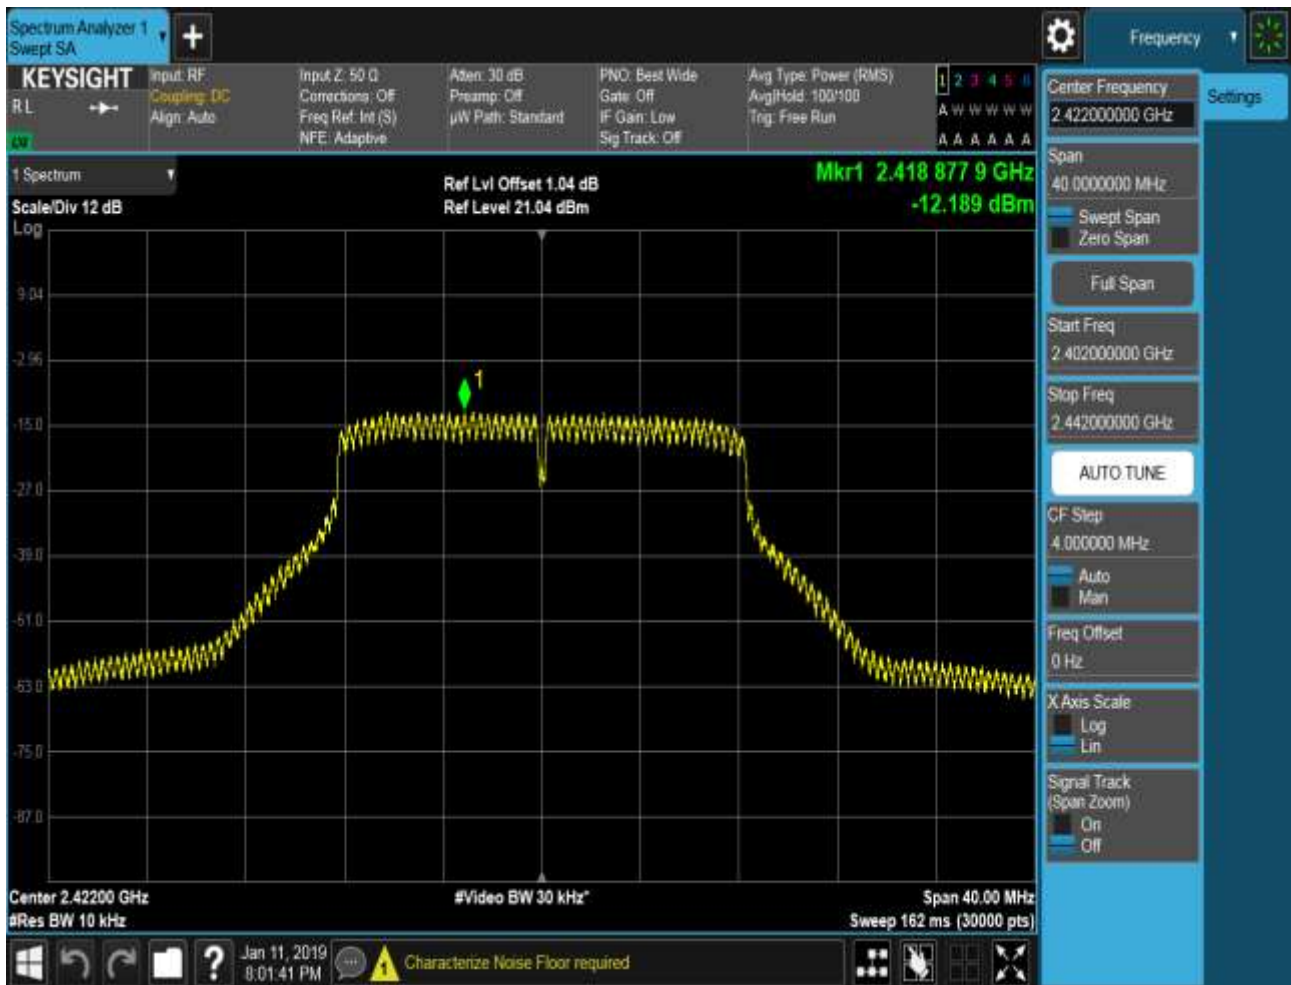 Spectrum Analyzer 1
Swept SA
Frequency
KEYSIGHT
R L
Input: RF
Coupling: DC
Align: Auto
Input Z: 50 Ω
Corrections: Off
Freq Ref: Int (S)
NFE: Adaptive
Atten: 30 dB
Preamp: Off
µW Path: Standard
PNO: Best Wide
Gate: Off
IF Gain: Low
Sig Track: Off
Avg Type: Power (RMS)
Avg|Hold: 100/100
Trig: Free Run
1 2 3 4 5 6
A W W W W W
A A A A A A
1 Spectrum
Scale/Div 12 dB
Log
Ref Lvl Offset 1.04 dB
Ref Level 21.04 dBm
Mkr1 2.418 877 9 GHz
-12.189 dBm
9.04
-2.96
-15.0
-27.0
-39.0
-51.0
-63.0
-75.0
-87.0
1
Center 2.42200 GHz
#Res BW 10 kHz
#Video BW 30 kHz*
Span 40.00 MHz
Sweep 162 ms (30000 pts)
Center Frequency
2.422000000 GHz
Settings
Span
40.0000000 MHz
Swept Span
Zero Span
Full Span
Start Freq
2.402000000 GHz
Stop Freq
2.442000000 GHz
AUTO TUNE
CF Step
4.000000 MHz
Auto
Man
Freq Offset
0 Hz
X Axis Scale
Log
Lin
Signal Track
(Span Zoom)
On
Off
?
Jan 11, 2019
8:01:41 PM
1
Characterize Noise Floor required